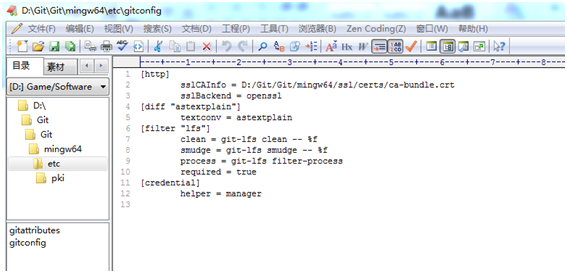 D:\Git\Git\mingw64\etc\gitconfig
文件(F) 编辑(E) 视图(V) 搜索(S) 文档(D) 工程(P) 工具(T) 浏览器(B) Zen Coding(Z) 窗口(W) 帮助(H)
目录 素材
[D:] Game/Software
D:\
Git
Git
mingw64
etc
pki
gitattributes
gitconfig
----+----1----+----2----+----3----+----4----+----5----+----6----+----7----+----8--
1 [http]
2 sslCAInfo = D:/Git/Git/mingw64/ssl/certs/ca-bundle.crt
3 sslBackend = openssl
4 [diff "astextplain"]
5 textconv = astextplain
6 [filter "lfs"]
7 clean = git-lfs clean -- %f
8 smudge = git-lfs smudge -- %f
9 process = git-lfs filter-process
10 required = true
11 [credential]
12 helper = manager
13